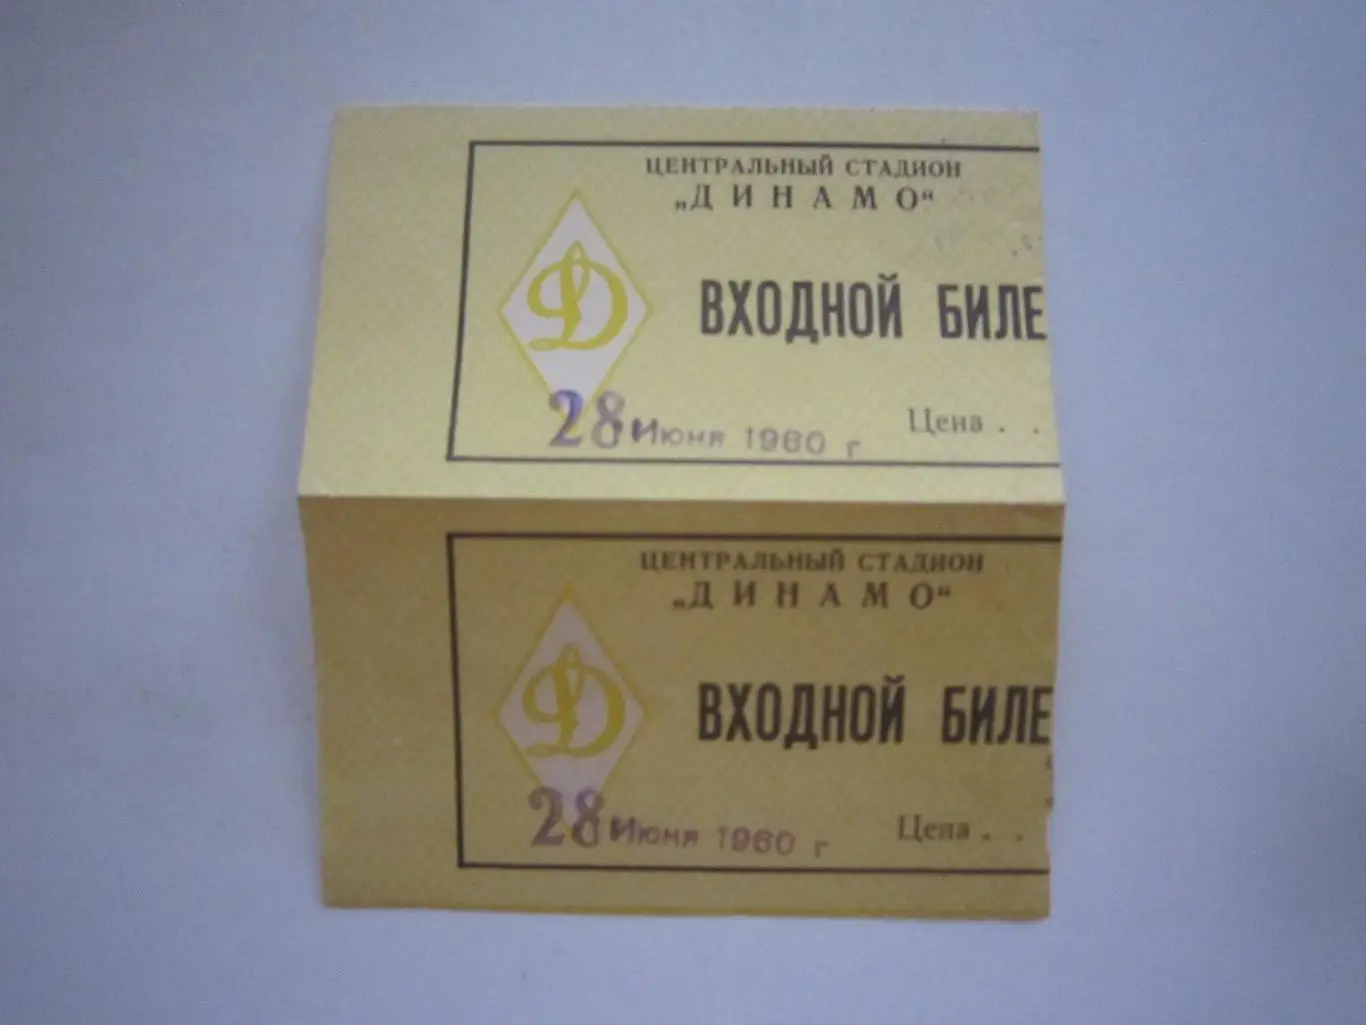 ЦЕНТРАЛЬНЫЙ СТАДИОН
„ДИНАМО“
Д
ВХОДНОЙ БИЛЕ
28 Июня 1960 г
Цена . .
ЦЕНТРАЛЬНЫЙ СТАДИОН
„ДИНАМО“
Д
ВХОДНОЙ БИЛЕ
28 Июня 1960 г
Цена . .